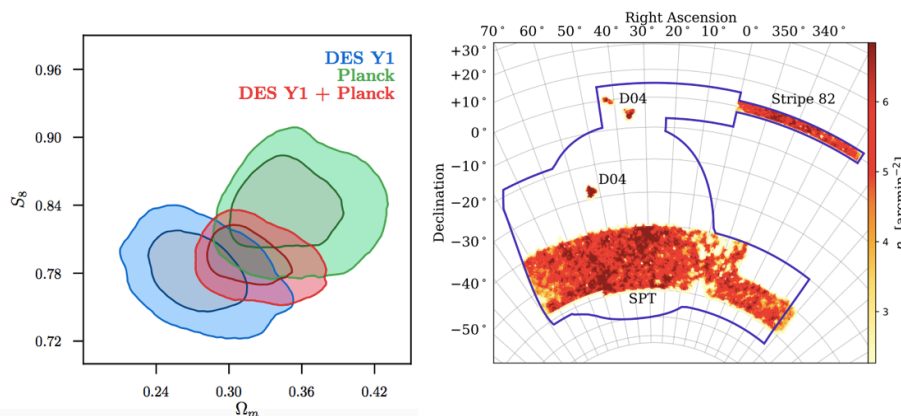 0.96
0.90
0.84
0.78
0.72
S₈
DES Y1
Planck
DES Y1 + Planck
0.24 0.30 0.36 0.42
Ωₘ
Right Ascension
70° 60° 50° 40° 30° 20° 10° 0° 350° 340°
+30°
+20°
+10°
0°
−10°
−20°
−30°
−40°
−50°
Declination
D04
Stripe 82
D04
SPT
6
5
4
3
[arcmin⁻²]